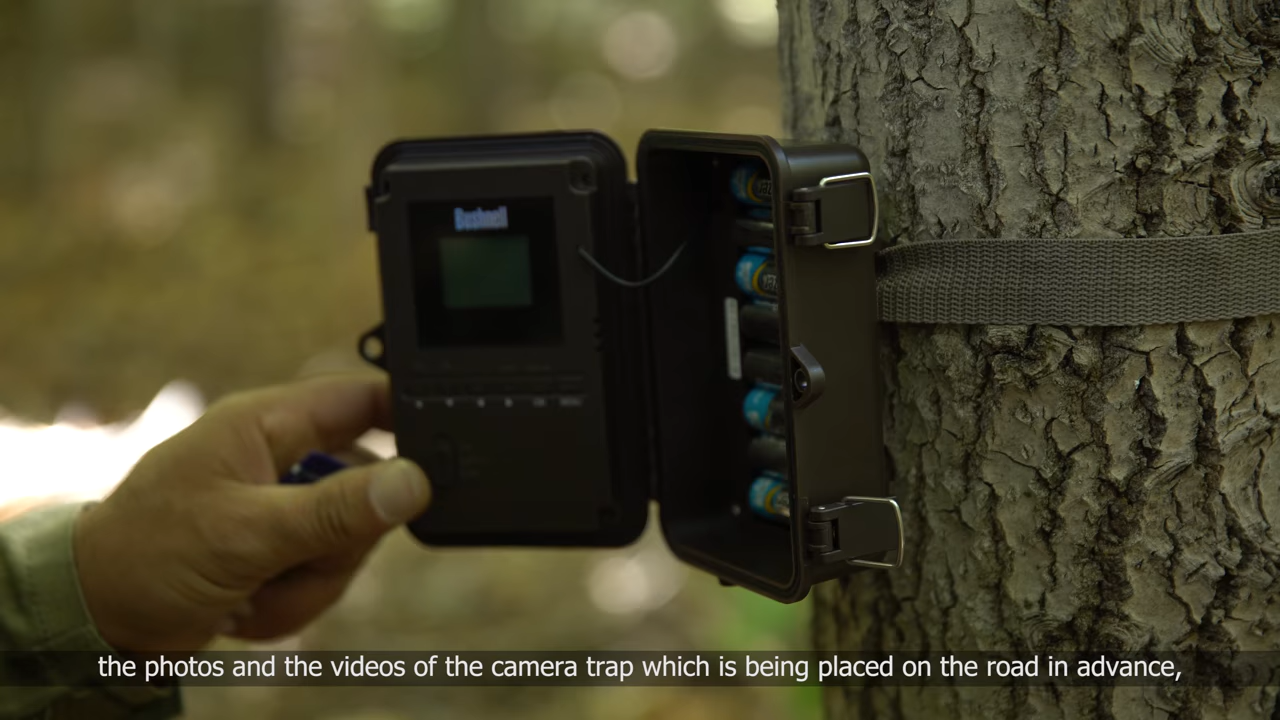 Bushnell
the photos and the videos of the camera trap which is being placed on the road in advance,